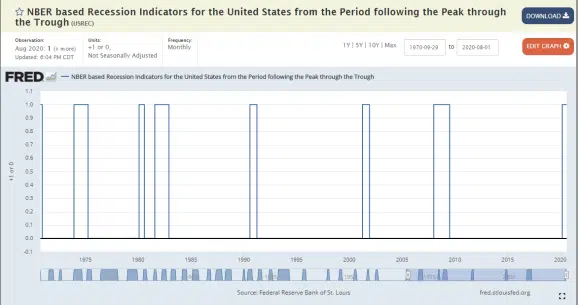 ☆ NBER based Recession Indicators for the United States from the Period following the Peak through
the Trough (USREC)
DOWNLOAD
Observation:
Aug 2020: 1 (+ more)
Updated: 6:04 PM CDT
Units:
+1 or 0,
Not Seasonally Adjusted
Frequency:
Monthly
1Y | 5Y | 10Y | Max
1970-09-29 to 2020-08-01
EDIT GRAPH
FRED — NBER based Recession Indicators for the United States from the Period following the Peak through the Trough
+1 or 0
1.1
1.0
0.9
0.8
0.7
0.6
0.5
0.4
0.3
0.2
0.1
0.0
-0.1
1975 1980 1985 1990 1995 2000 2005 2010 2015 2020
Source: Federal Reserve Bank of St. Louis
fred.stlouisfed.org